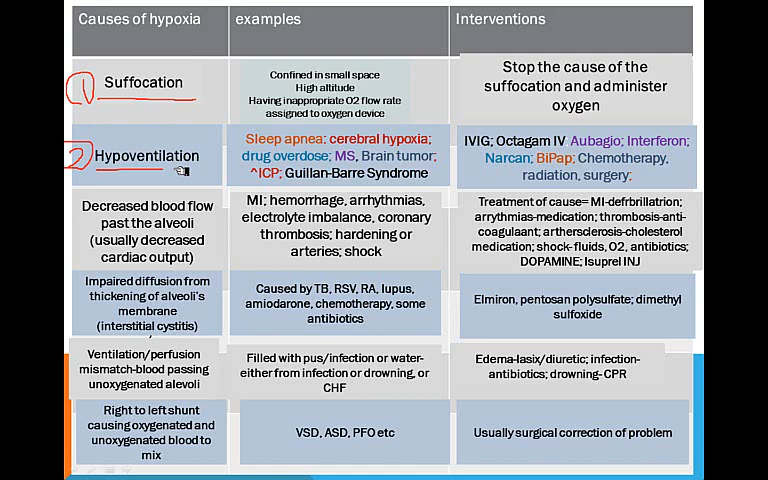 Causes of hypoxia
examples
Interventions
1
Suffocation
Confined in small space
High altitude
Having inappropriate O2 flow rate
assigned to oxygen device
Stop the cause of the
suffocation and administer
oxygen
2
Hypoventilation
Sleep apnea: cerebral hypoxia;
drug overdose; MS, Brain tumor;
^ICP; Guillan-Barre Syndrome
IVIG; Octagam IV Aubagio; Interferon;
Narcan; BiPap; Chemotherapy,
radiation, surgery;
Decreased blood flow
past the alveoli
(usually decreased
cardiac output)
MI; hemorrhage, arrhythmias,
electrolyte imbalance, coronary
thrombosis; hardening or
arteries; shock
Treatment of cause= MI-defrbrillatrion;
arrythmias-medication; thrombosis-anti-
coagulaant; arthersclerosis-cholesterol
medication; shock- fluids, O2, antibiotics;
DOPAMINE; Isuprel INJ
Impaired diffusion from
thickening of alveoli's
membrane
(interstitial cystitis)
Caused by TB, RSV, RA, lupus,
amiodarone, chemotherapy, some
antibiotics
Elmiron, pentosan polysulfate; dimethyl
sulfoxide
Ventilation/perfusion
mismatch-blood passing
unoxygenated alevoli
Filled with pus/infection or water-
either from infection or drowning, or
CHF
Edema-lasix/diuretic; infection-
antibiotics; drowning- CPR
Right to left shunt
causing oxygenated and
unoxygenated blood to
mix
VSD, ASD, PFO etc
Usually surgical correction of problem